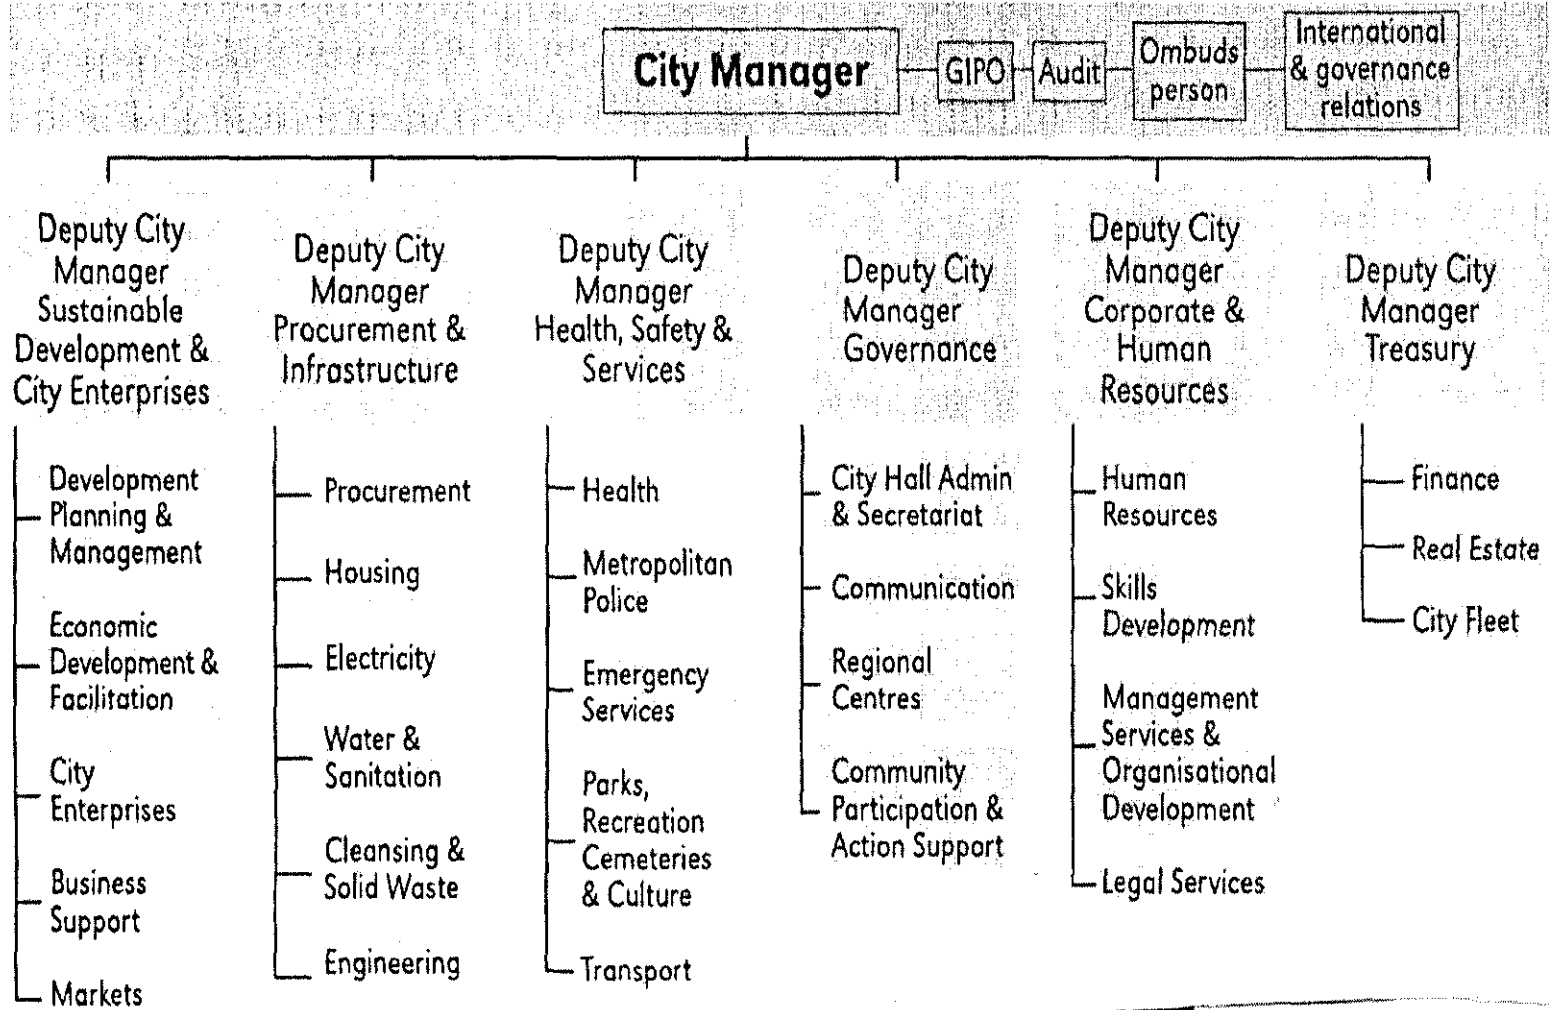 City Manager
GIPO
Audit
Ombuds
person
International
& governance
relations
Deputy City
Manager
Sustainable
Development &
City Enterprises
Development
Planning &
Management
Economic
Development &
Facilitation
City
Enterprises
Business
Support
Markets
Deputy City
Manager
Procurement &
Infrastructure
Procurement
Housing
Electricity
Water &
Sanitation
Cleansing &
Solid Waste
Engineering
Deputy City
Manager
Health, Safety &
Services
Health
Metropolitan
Police
Emergency
Services
Parks,
Recreation
Cemeteries
& Culture
Transport
Deputy City
Manager
Governance
City Hall Admin
& Secretariat
Communication
Regional
Centres
Community
Participation &
Action Support
Deputy City
Manager
Corporate &
Human
Resources
Human
Resources
Skills
Development
Management
Services &
Organisational
Development
Legal Services
Deputy City
Manager
Treasury
Finance
Real Estate
City Fleet